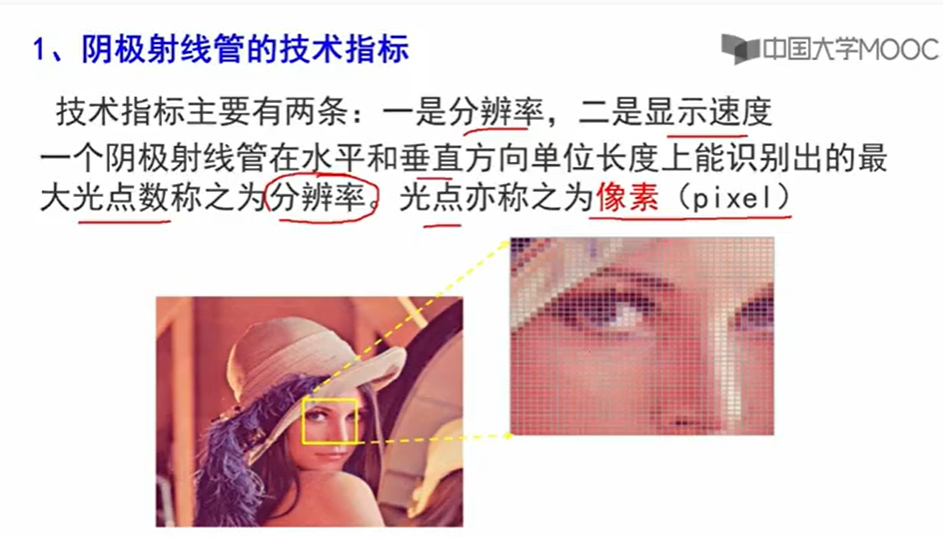 1、阴极射线管的技术指标
中国大学MOOC
技术指标主要有两条：一是分辨率，二是显示速度
一个阴极射线管在水平和垂直方向单位长度上能识别出的最
大光点数称之为分辨率。光点亦称之为像素（pixel）